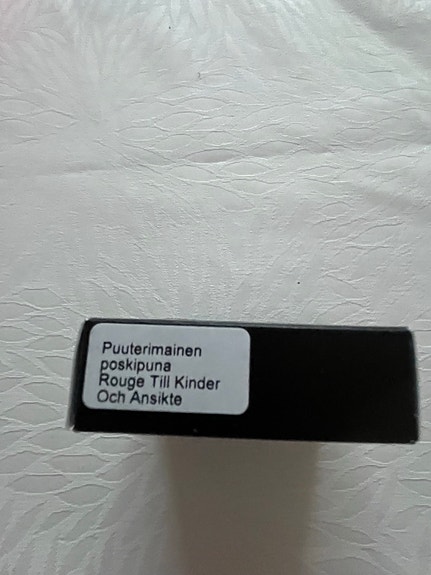 Puuterimainen
poskipuna
Rouge Till Kinder
Och Ansikte